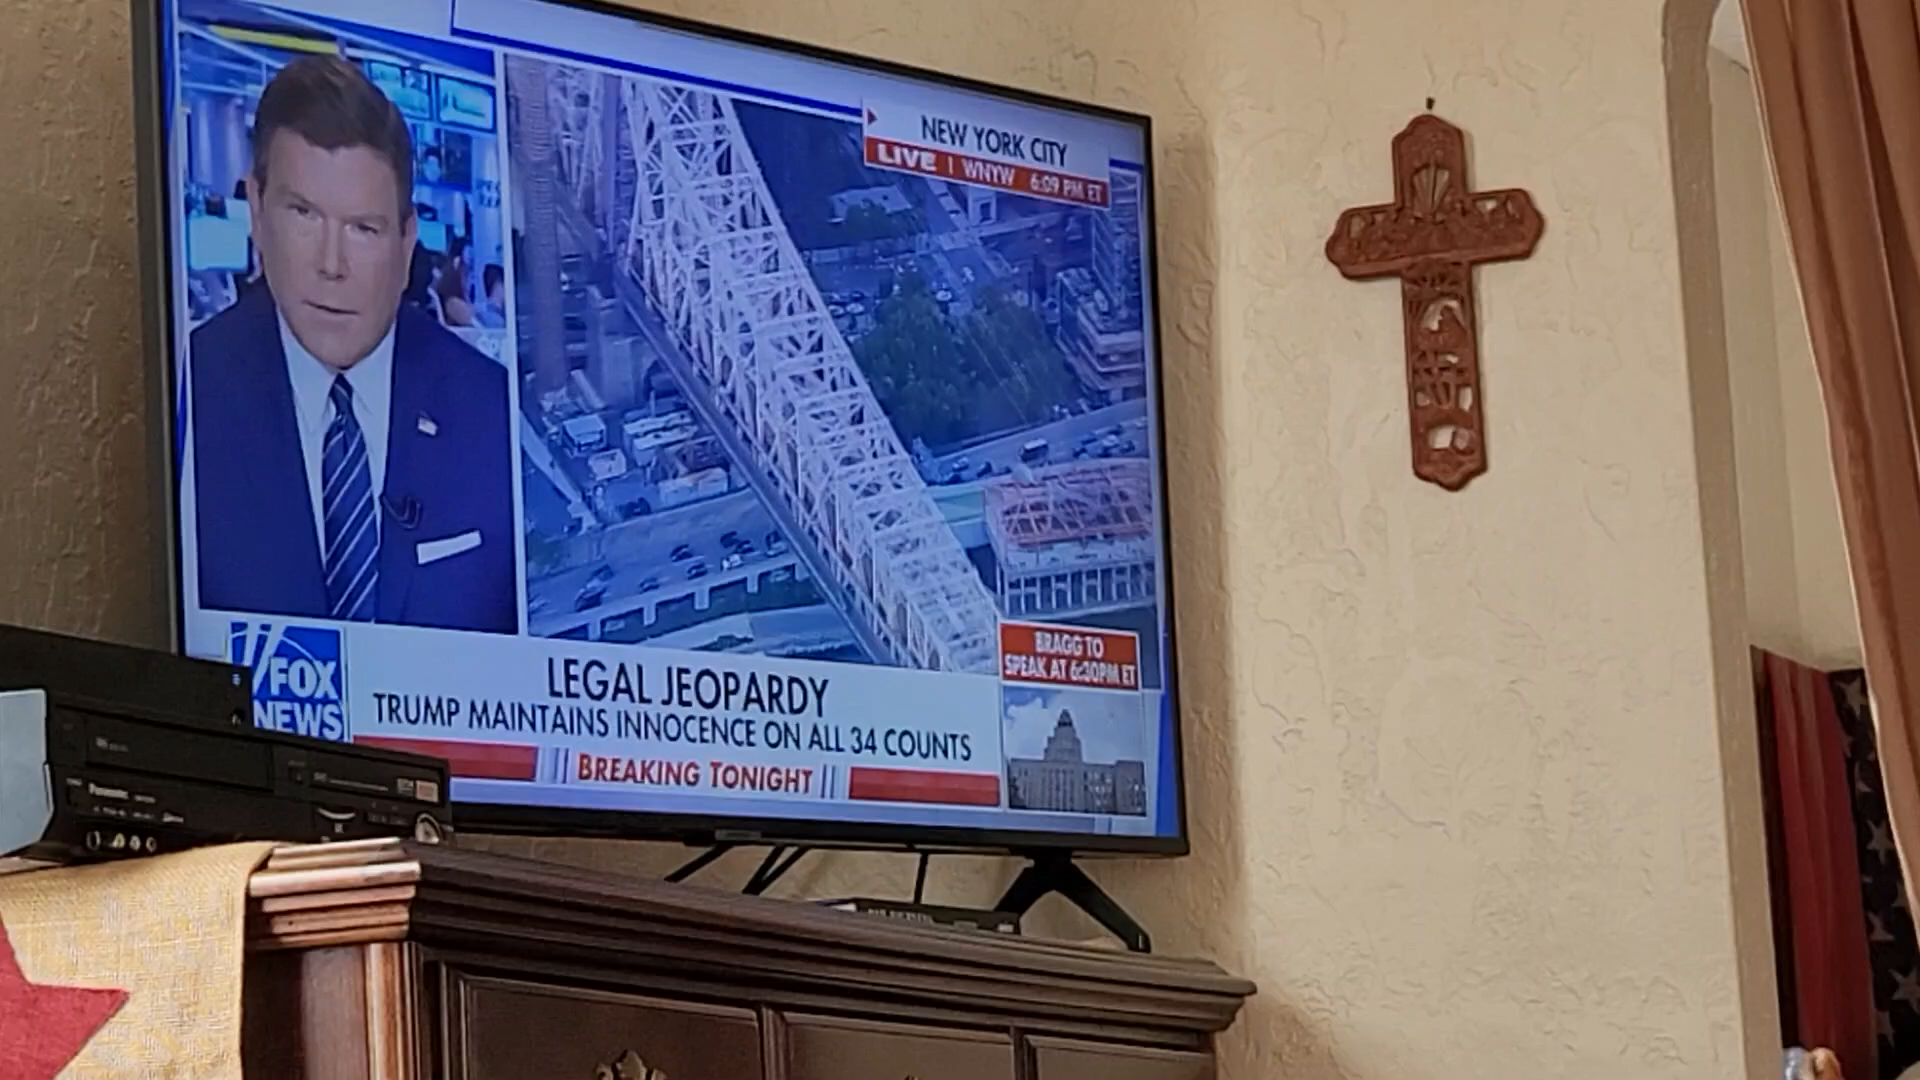 NEW YORK CITY
LIVE | WNYW 6:09 PM ET
BRAGG TO
SPEAK AT 6:30PM ET
FOX
NEWS
LEGAL JEOPARDY
TRUMP MAINTAINS INNOCENCE ON ALL 34 COUNTS
BREAKING TONIGHT
Panasonic